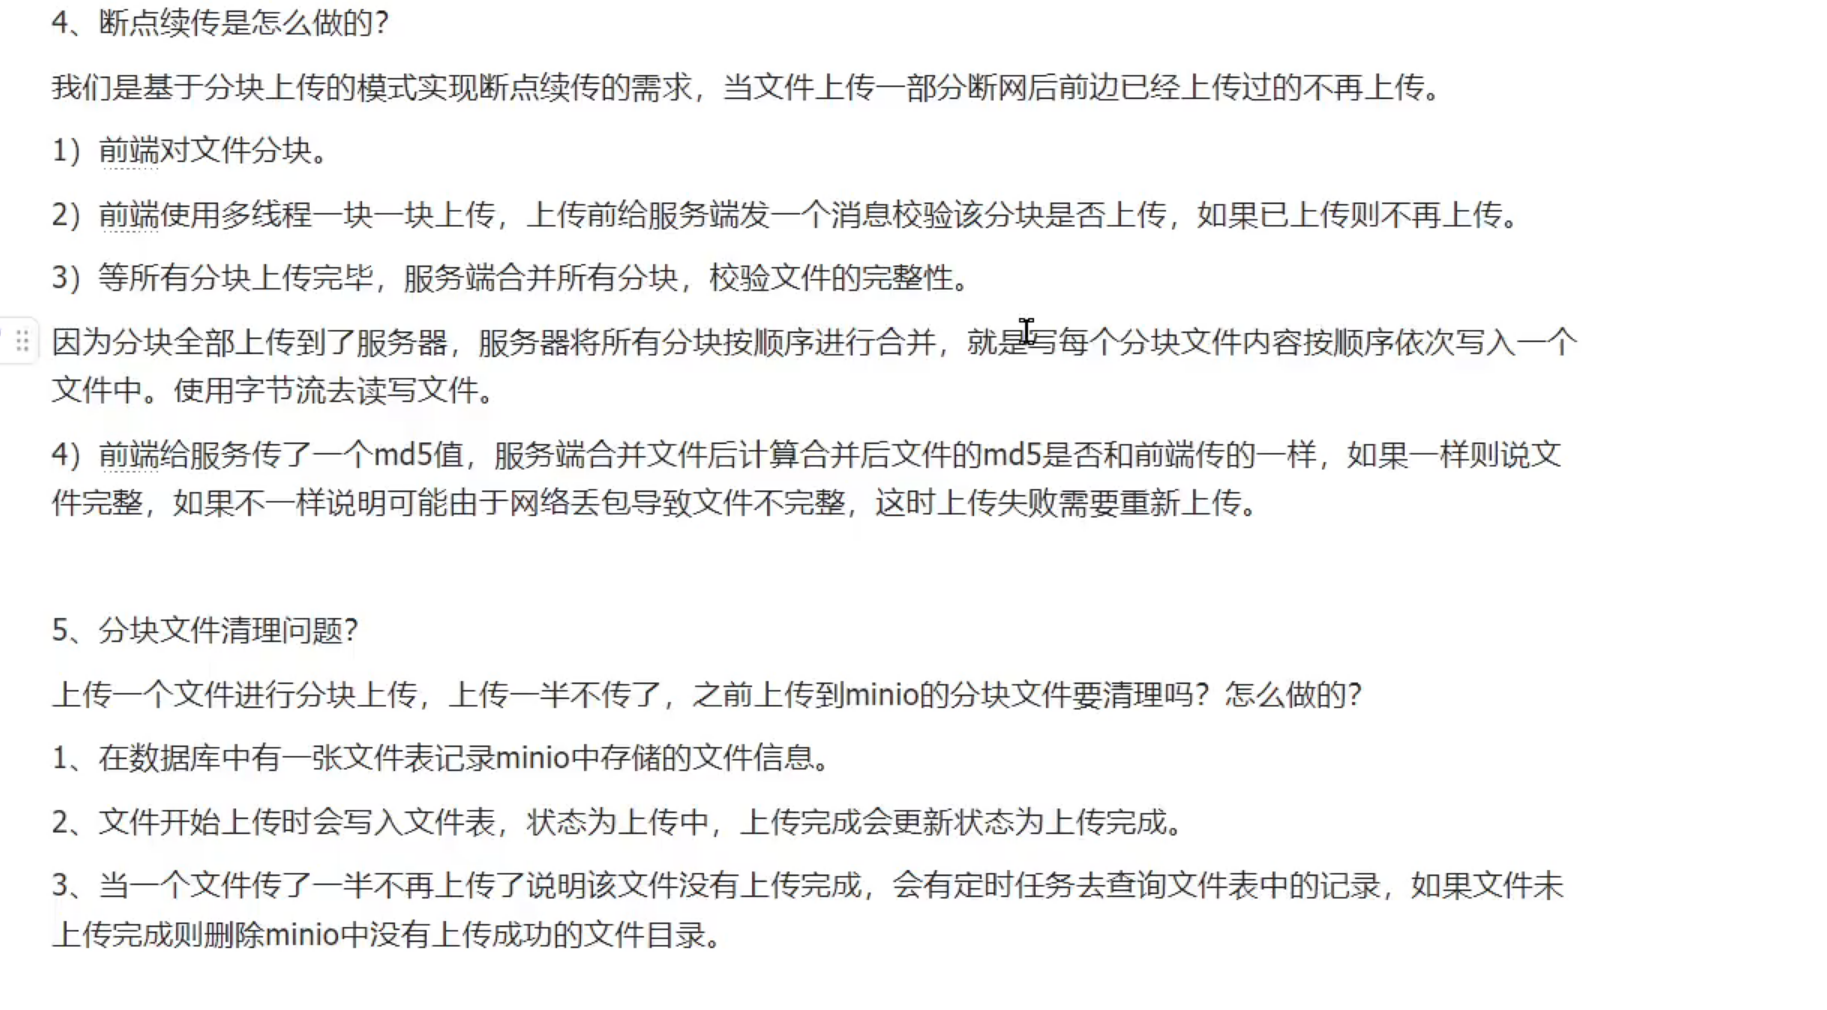 4、断点续传是怎么做的？
我们是基于分块上传的模式实现断点续传的需求，当文件上传一部分断网后前边已经上传过的不再上传。
1）前端对文件分块。
2）前端使用多线程一块一块上传，上传前给服务端发一个消息校验该分块是否上传，如果已上传则不再上传。
3）等所有分块上传完毕，服务端合并所有分块，校验文件的完整性。
因为分块全部上传到了服务器，服务器将所有分块按顺序进行合并，就是写每个分块文件内容按顺序依次写入一个
文件中。使用字节流去读写文件。
4）前端给服务传了一个md5值，服务端合并文件后计算合并后文件的md5是否和前端传的一样，如果一样则说文
件完整，如果不一样说明可能由于网络丢包导致文件不完整，这时上传失败需要重新上传。
5、分块文件清理问题？
上传一个文件进行分块上传，上传一半不传了，之前上传到minio的分块文件要清理吗？怎么做的？
1、在数据库中有一张文件表记录minio中存储的文件信息。
2、文件开始上传时会写入文件表，状态为上传中，上传完成会更新状态为上传完成。
3、当一个文件传了一半不再上传了说明该文件没有上传完成，会有定时任务去查询文件表中的记录，如果文件未
上传完成则删除minio中没有上传成功的文件目录。